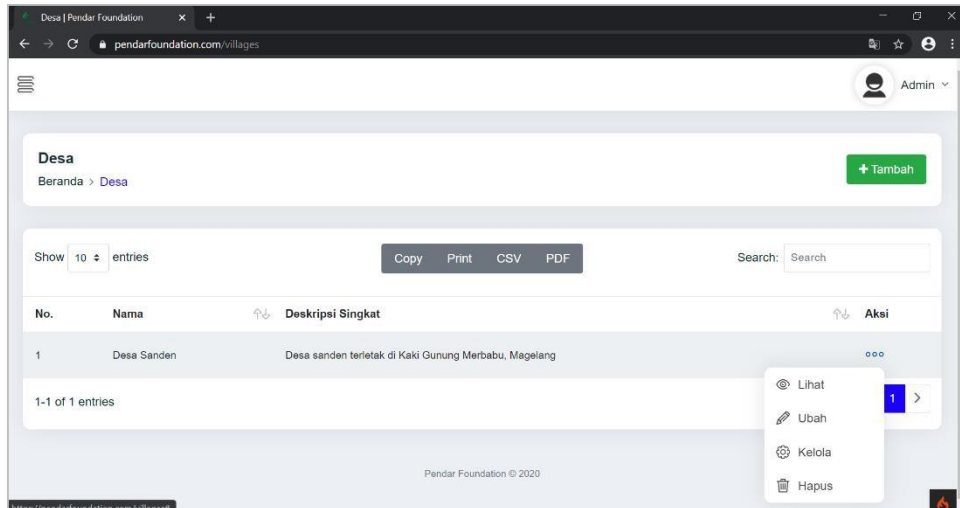 Desa | Pendar Foundation
pendarfoundation.com/villages
Admin
Desa
Beranda > Desa
+ Tambah
Show 10 entries
Copy Print CSV PDF
Search: Search
No. Nama Deskripsi Singkat Aksi
1 Desa Sanden Desa sanden terletak di Kaki Gunung Merbabu, Magelang
Lihat
1-1 of 1 entries 1 >
Ubah
Kelola
Pendar Foundation © 2020
Hapus